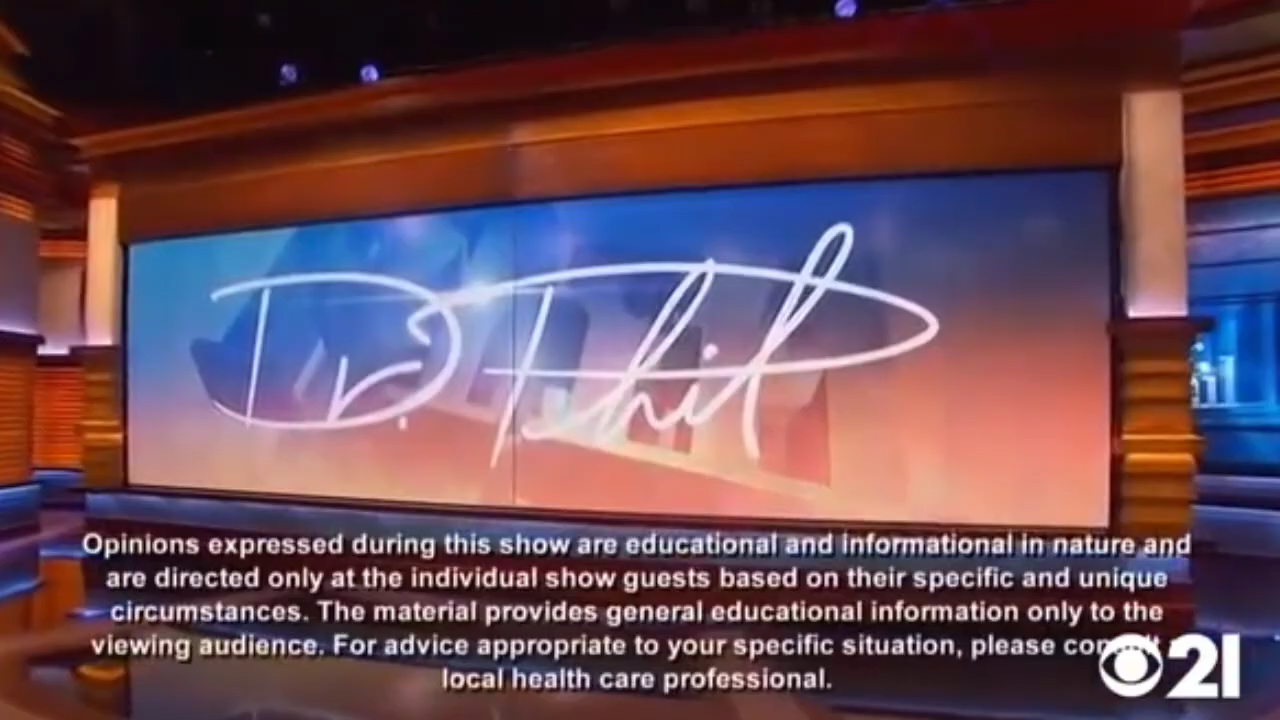 Dr. Phil
Opinions expressed during this show are educational and informational in nature and
are directed only at the individual show guests based on their specific and unique
circumstances. The material provides general educational information only to the
viewing audience. For advice appropriate to your specific situation, please consult a
local health care professional.
21